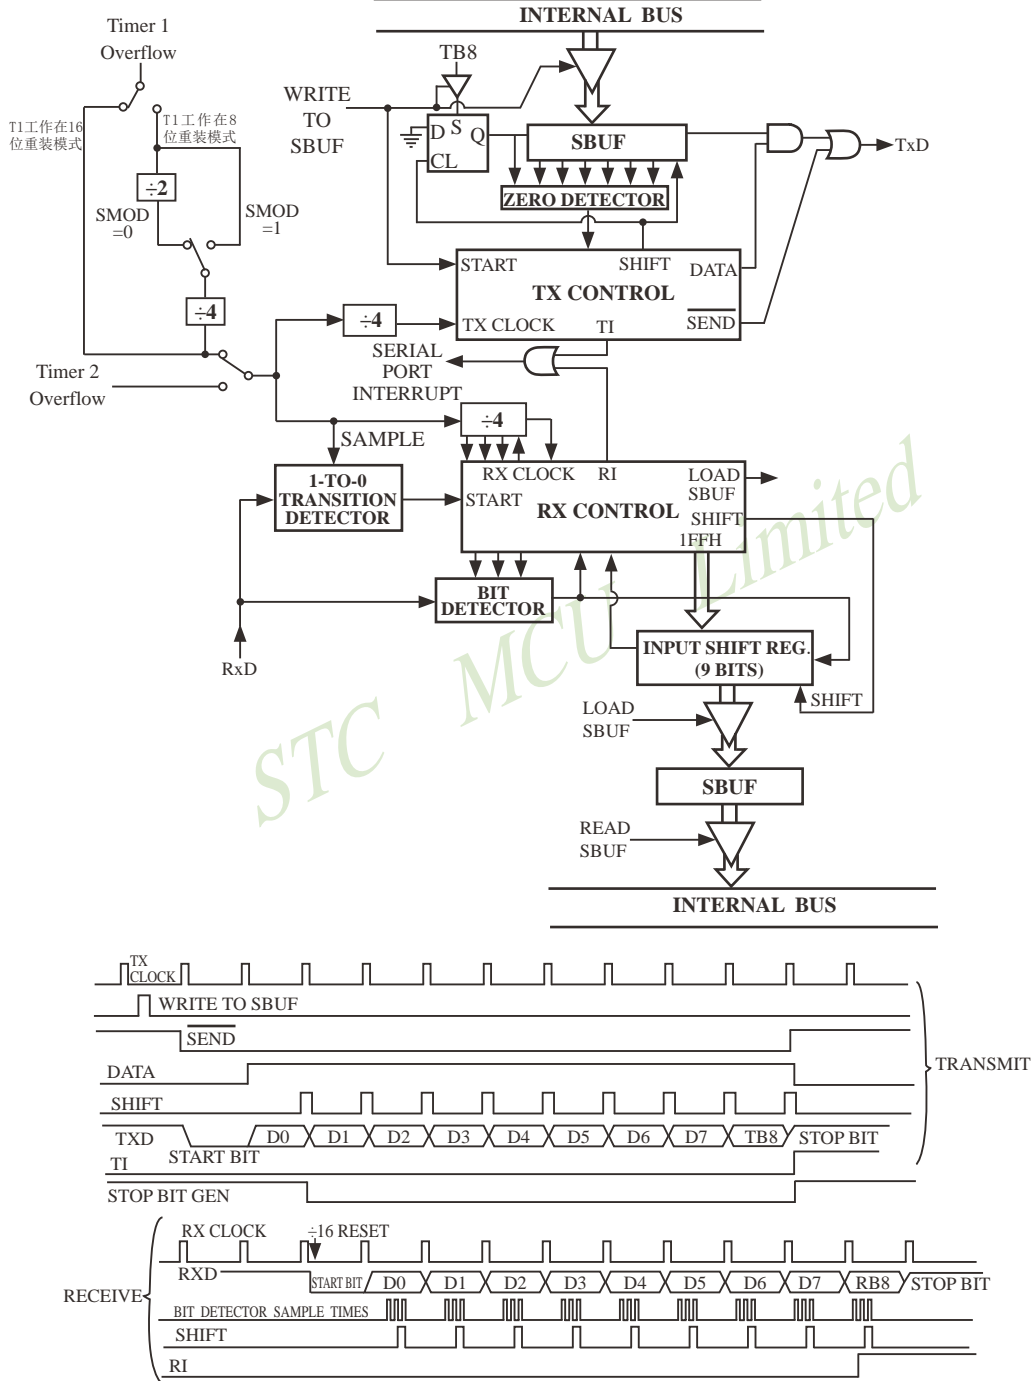 INTERNAL BUS
Timer 1
Overflow
TB8
WRITE
TO
SBUF
T1工作在16
位重装模式
T1工作在8
位重装模式
D
S
Q
CL
SBUF
TxD
ZERO DETECTOR
÷2
SMOD
=0
SMOD
=1
START
SHIFT
DATA
TX CONTROL
÷4
÷4
TX CLOCK
TI
SEND
SERIAL
PORT
INTERRUPT
Timer 2
Overflow
÷4
SAMPLE
1-TO-0
TRANSITION
DETECTOR
RX CLOCK
RI
LOAD
SBUF
START
RX CONTROL
SHIFT
1FFH
BIT
DETECTOR
RxD
INPUT SHIFT REG.
(9 BITS)
SHIFT
LOAD
SBUF
SBUF
READ
SBUF
INTERNAL BUS
STC MCU Limited
TX
CLOCK
WRITE TO SBUF
SEND
DATA
TRANSMIT
SHIFT
TXD
START BIT
D0
D1
D2
D3
D4
D5
D6
D7
TB8
STOP BIT
TI
STOP BIT GEN
RX CLOCK
÷16 RESET
RXD
START BIT
D0
D1
D2
D3
D4
D5
D6
D7
RB8
STOP BIT
RECEIVE
BIT DETECTOR SAMPLE TIMES
SHIFT
RI